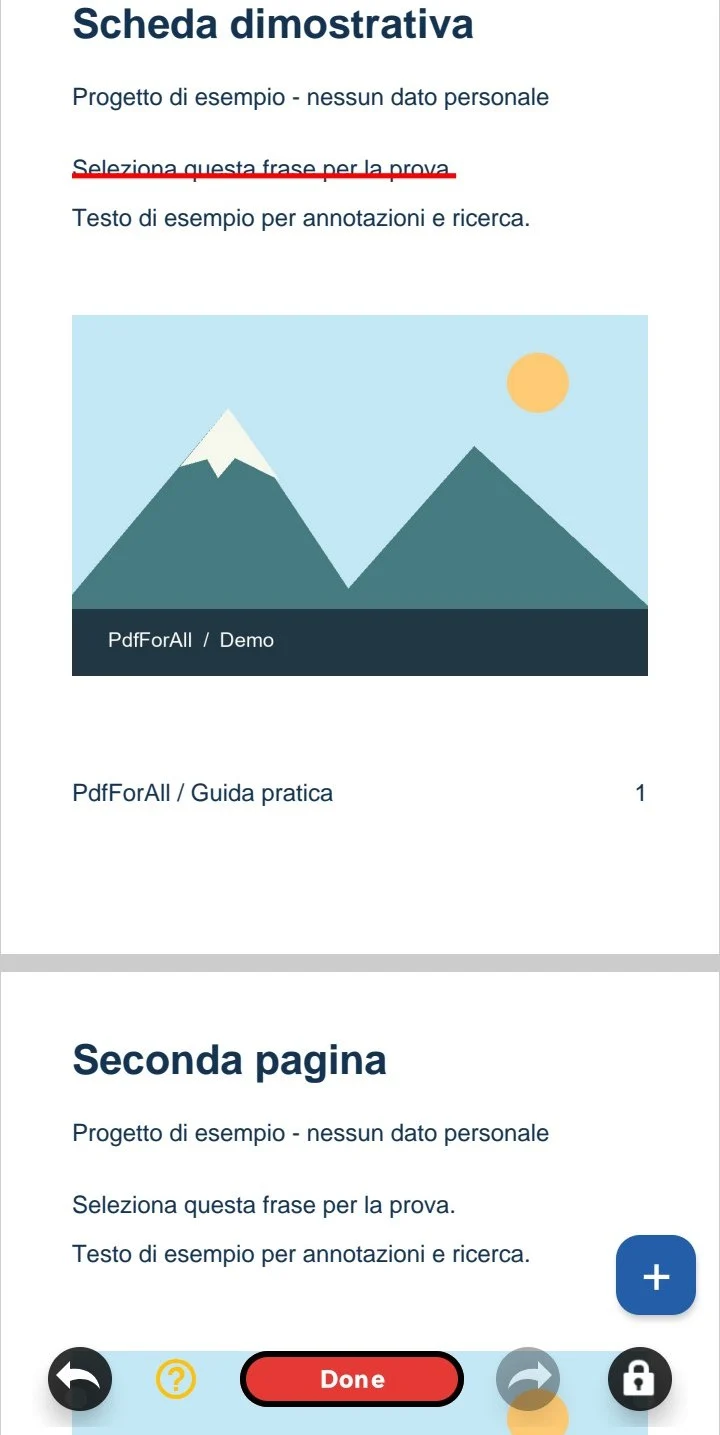 Scheda dimostrativa
Progetto di esempio - nessun dato personale
Seleziona questa frase per la prova.
Testo di esempio per annotazioni e ricerca.
PdfForAll / Demo
PdfForAll / Guida pratica 1
Seconda pagina
Progetto di esempio - nessun dato personale
Seleziona questa frase per la prova.
Testo di esempio per annotazioni e ricerca.
+
? Done